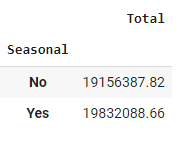 Total
Seasonal
No 19156387.82
Yes 19832088.66